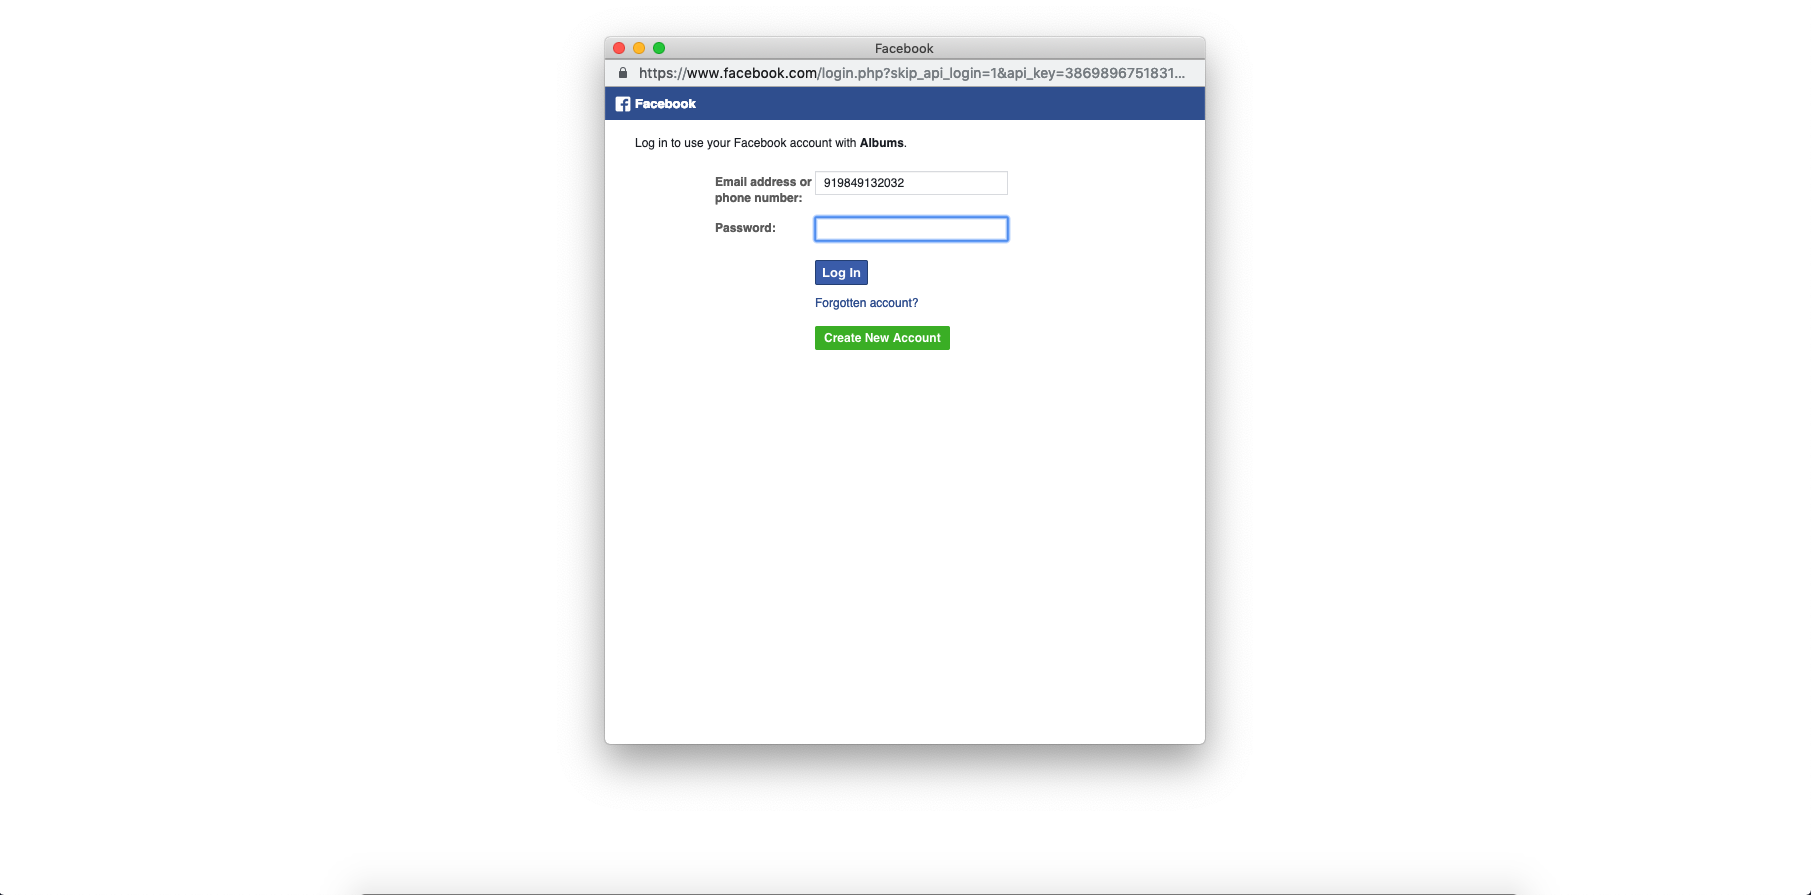 Facebook
https://www.facebook.com/login.php?skip_api_login=1&api_key=3869896751831...
Facebook
Log in to use your Facebook account with Albums.
Email address or
phone number:
919849132032
Password:
Log In
Forgotten account?
Create New Account